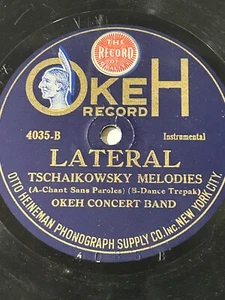 THE
RECORD
OF
OKeH
RECORD
4035-B
Instrumental
LATERAL
TSCHAIKOWSKY MELODIES
(A-Chant Sans Paroles) (B-Dance Trepak)
OKEH CONCERT BAND
OTTO HEINEMAN PHONOGRAPH SUPPLY CO., INC. NEW YORK CITY.